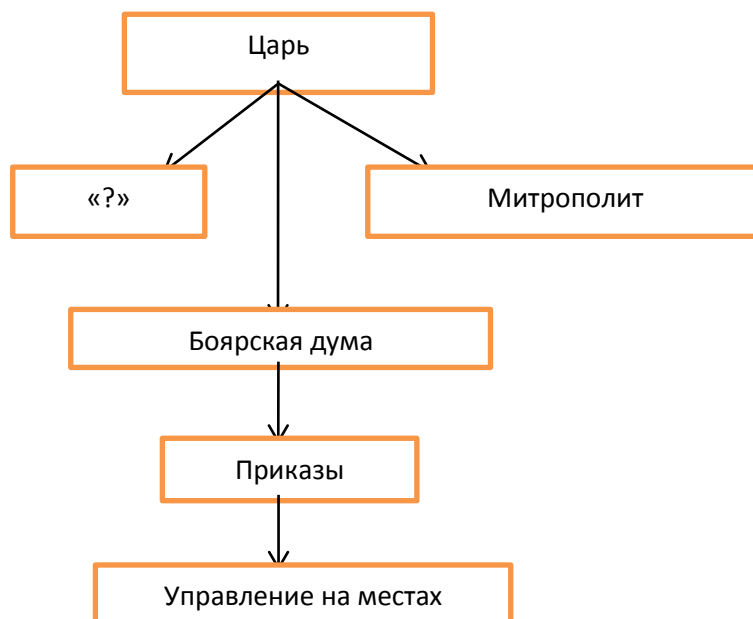 Царь
«?»
Митрополит
Боярская дума
Приказы
Управление на местах